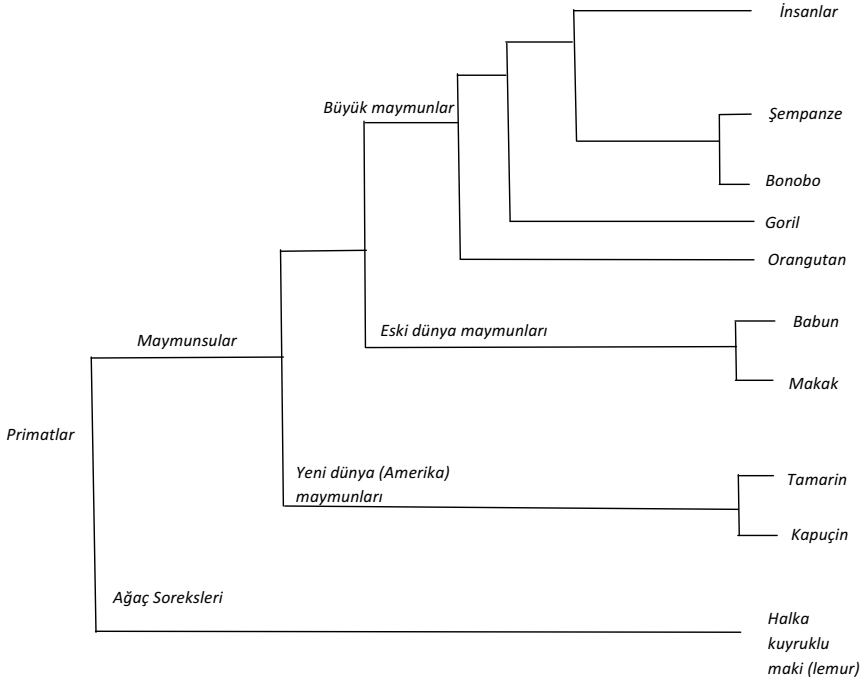 İnsanlar
Büyük maymunlar
Şempanze
Bonobo
Goril
Orangutan
Babun
Eski dünya maymunları
Maymunsular
Makak
Primatlar
Yeni dünya (Amerika)
maymunları
Tamarin
Kapuçin
Ağaç Soreksleri
Halka
kuyruklu
maki (lemur)